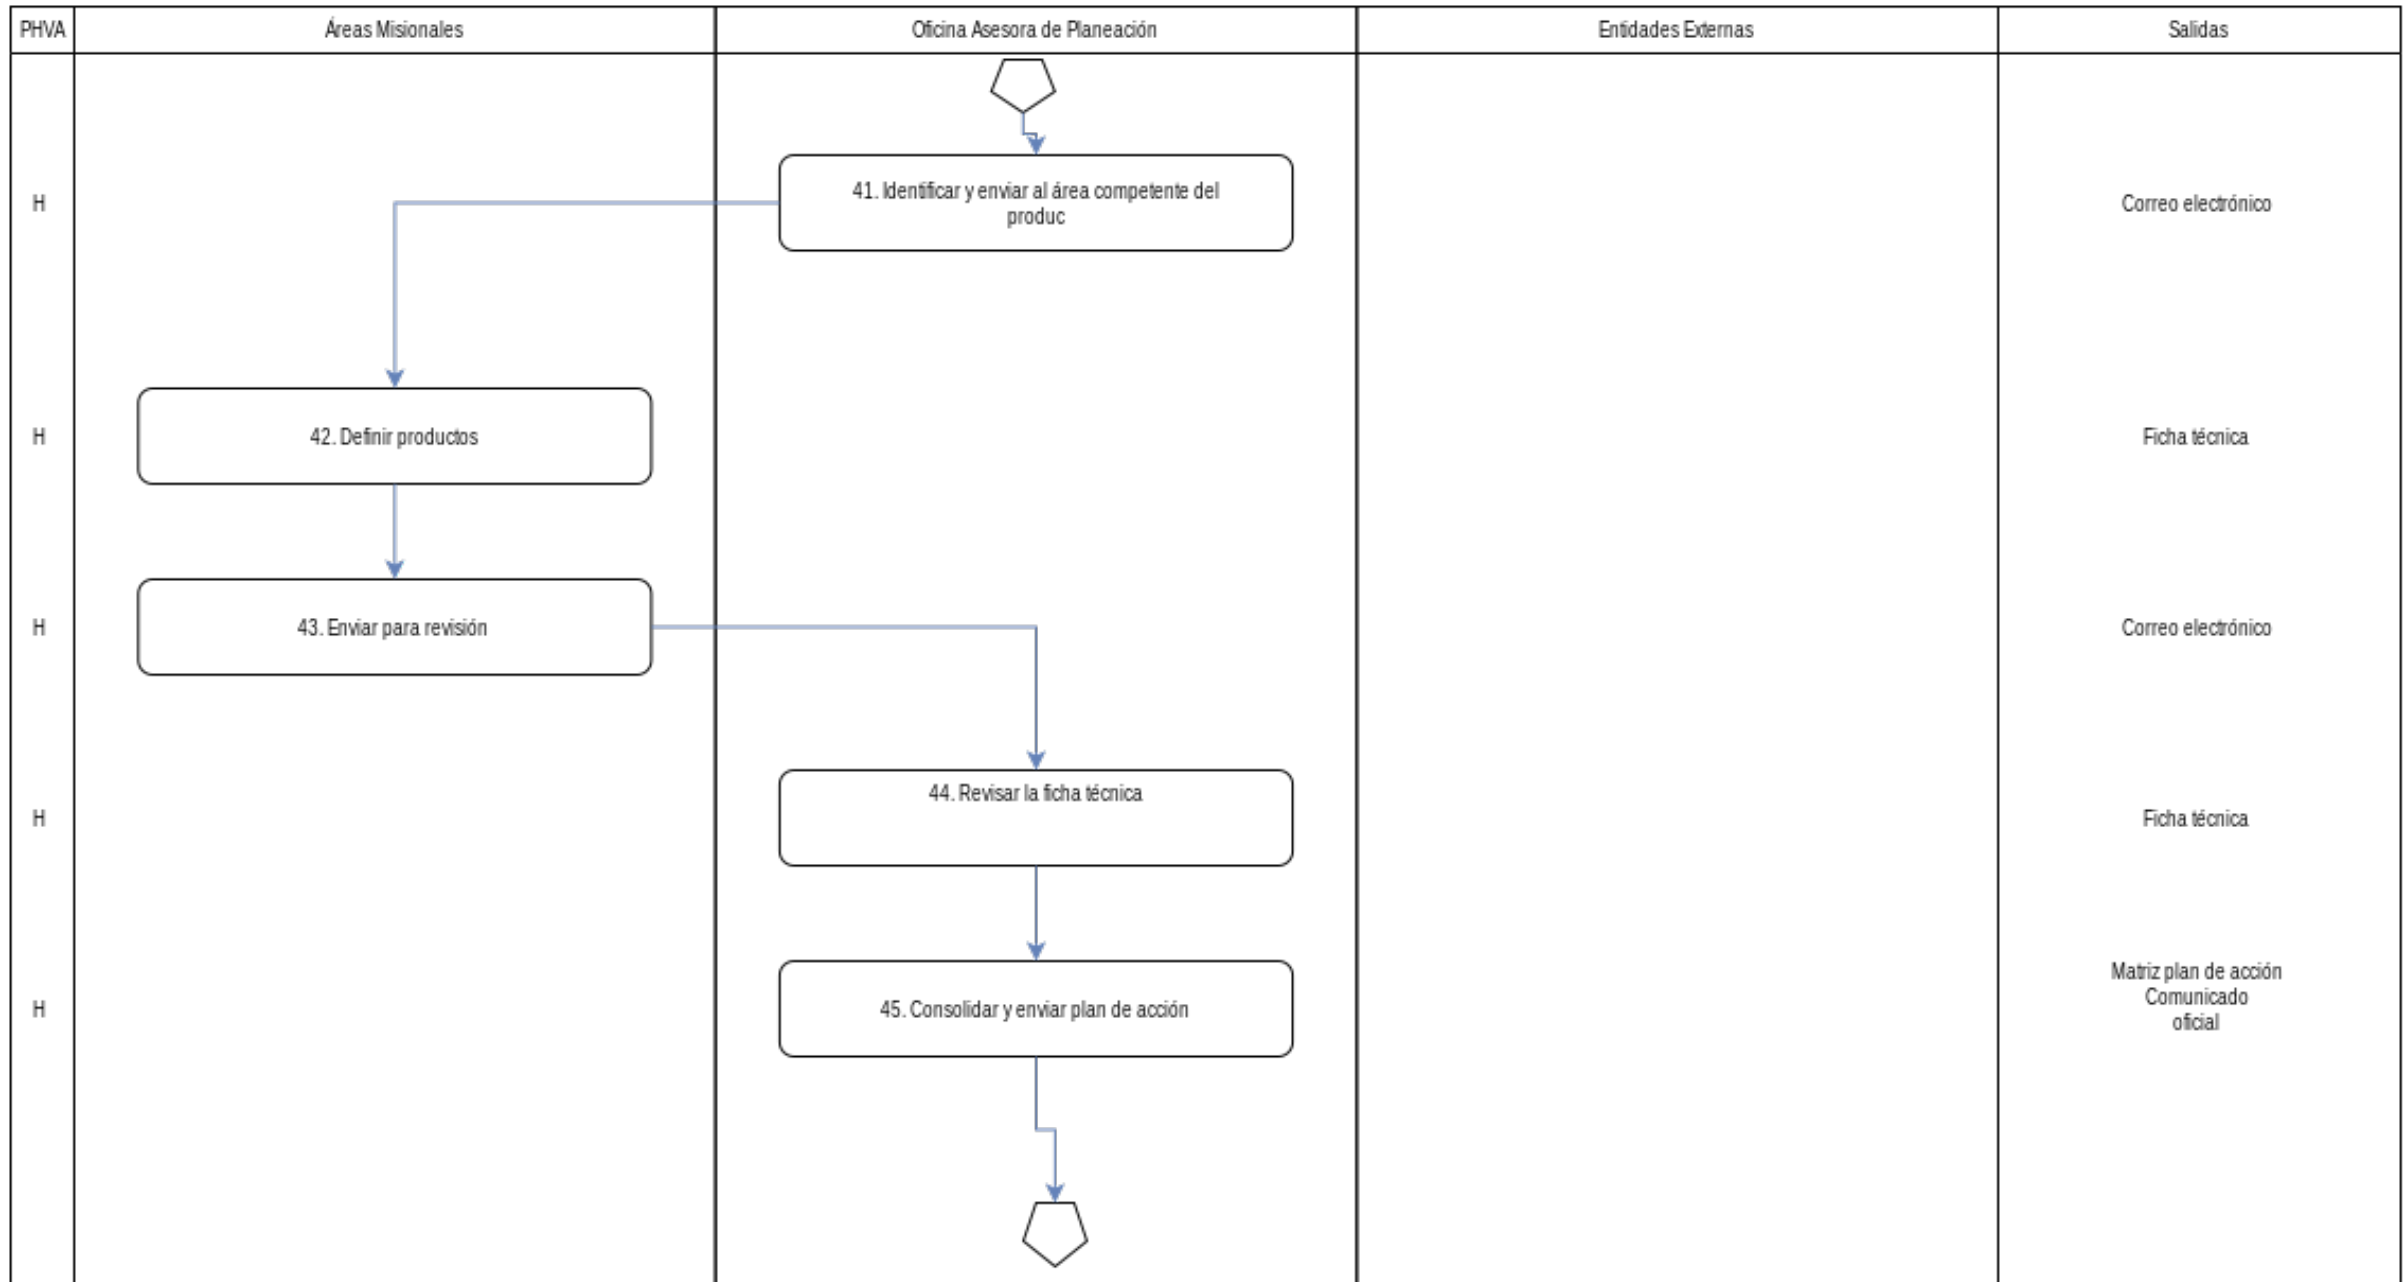 PHVA
Áreas Misionales
Oficina Asesora de Planeación
Entidades Externas
Salidas
H
41. Identificar y enviar al área competente del
produc
Correo electrónico
H
42. Definir productos
Ficha técnica
H
43. Enviar para revisión
Correo electrónico
H
44. Revisar la ficha técnica
Ficha técnica
H
45. Consolidar y enviar plan de acción
Matriz plan de acción
Comunicado
oficial